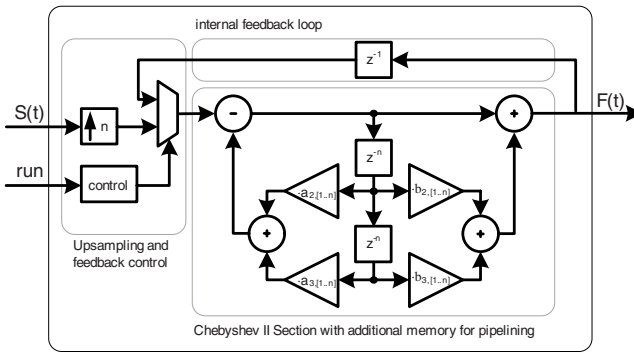 internal feedback loop
z-1
S(t)
n
F(t)
-
+
run
control
z-n
·a2,[1..n]
·b2,[1..n]
+
+
z-n
Upsampling and
feedback control
·a3,[1..n]
·b3,[1..n]
Chebyshev II Section with additional memory for pipelining